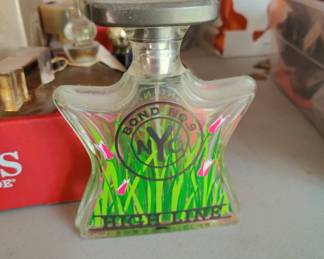 BOND NO. 9
NYC
HIGH LINE
S